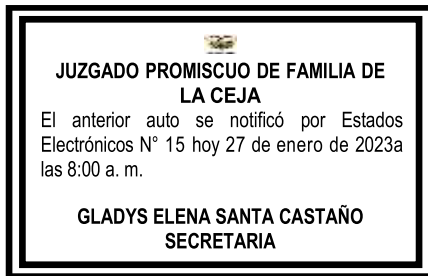 JUZGADO PROMISCUO DE FAMILIA DE
LA CEJA
El anterior auto se notificó por Estados
Electrónicos N° 15 hoy 27 de enero de 2023a
las 8:00 a. m.
GLADYS ELENA SANTA CASTAÑO
SECRETARIA